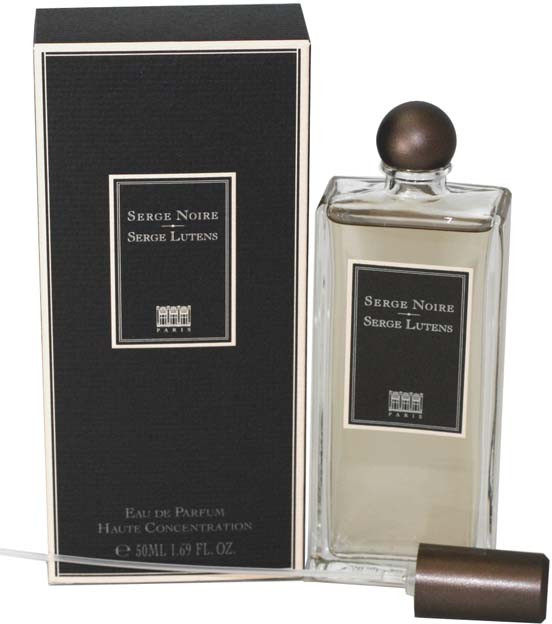 SERGE NOIRE
SERGE LUTENS
PARIS
EAU DE PARFUM
HAUTE CONCENTRATION
℮ 50ML 1.69 FL. OZ.
SERGE NOIRE
SERGE LUTENS
PARIS